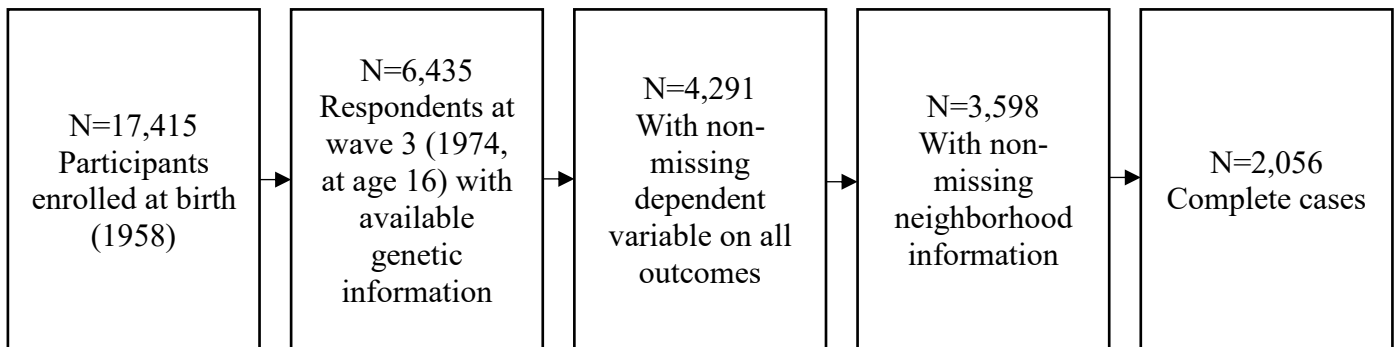 N=17,415
Participants
enrolled at birth
(1958)
N=6,435
Respondents at
wave 3 (1974,
at age 16) with
available
genetic
information
N=4,291
With non-
missing
dependent
variable on all
outcomes
N=3,598
With non-
missing
neighborhood
information
N=2,056
Complete cases